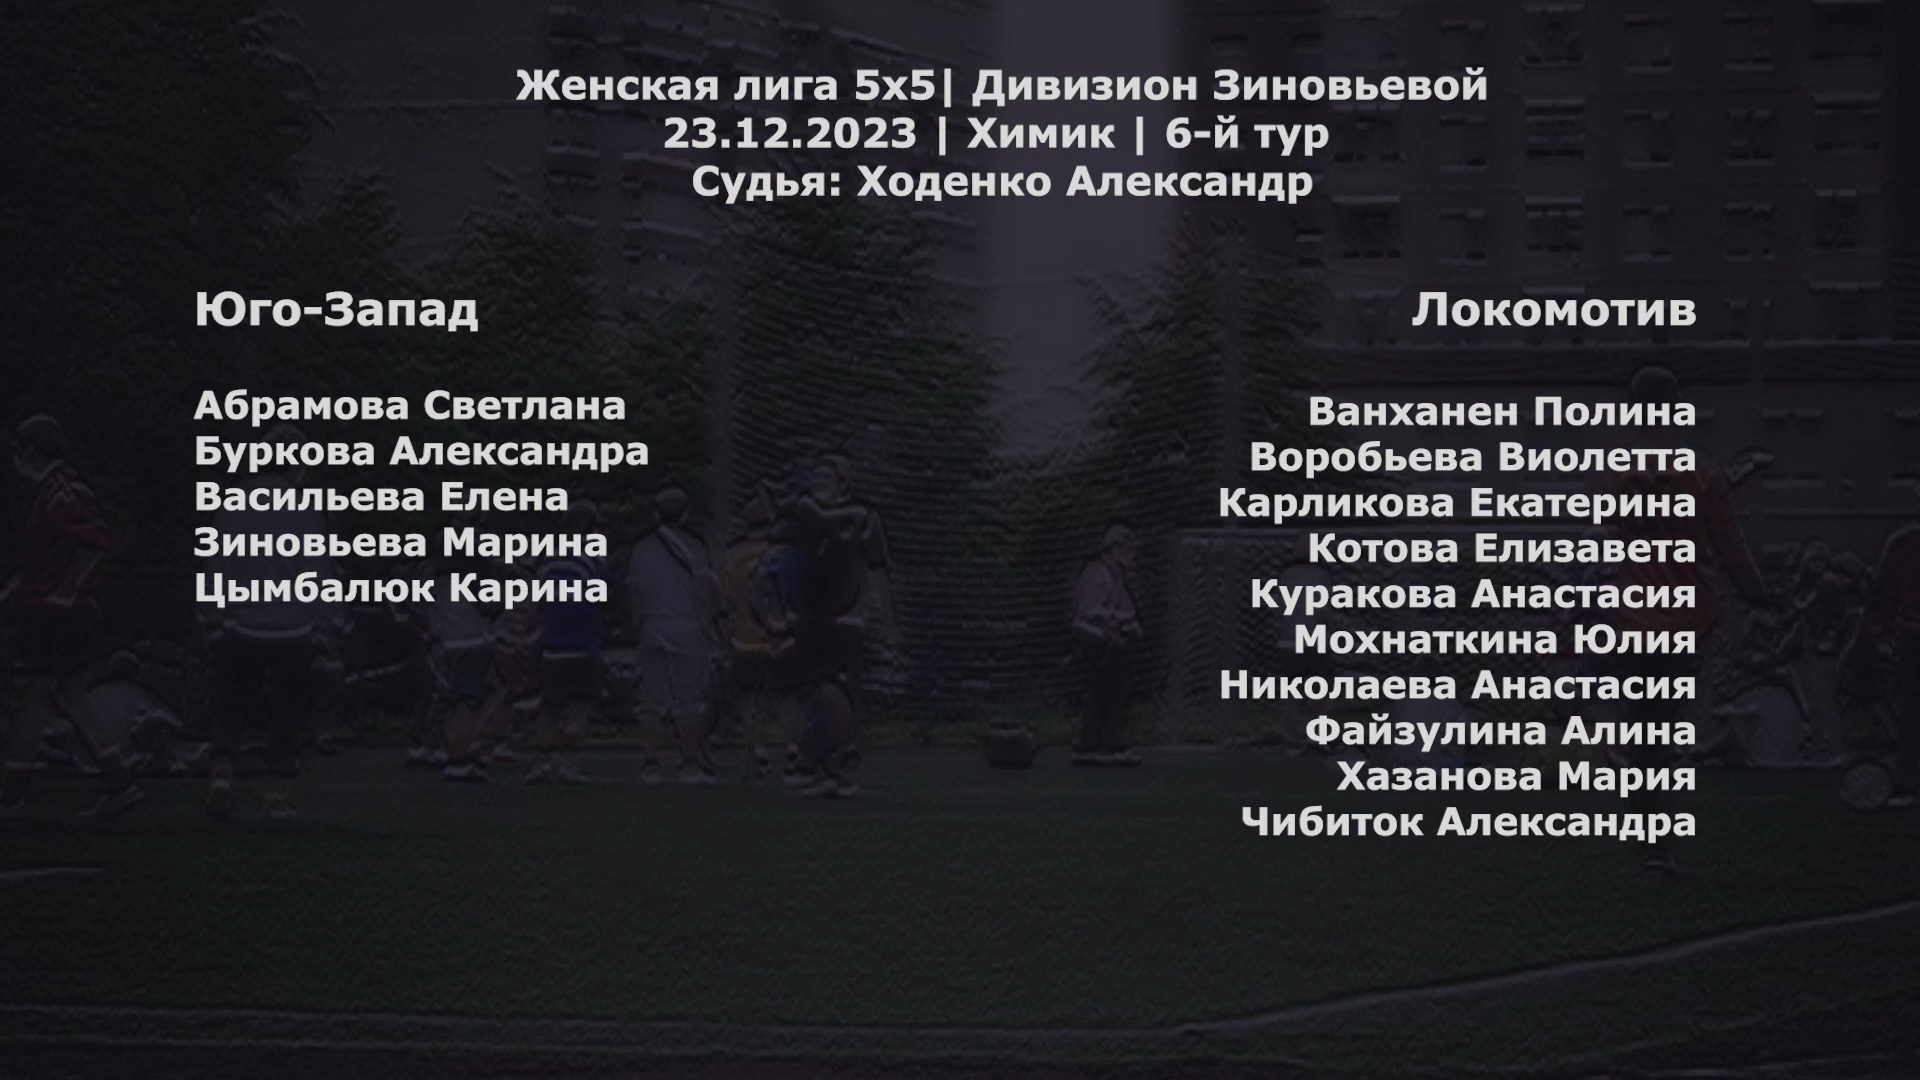 Женская лига 5х5| Дивизион Зиновьевой
23.12.2023 | Химик | 6-й тур
Судья: Ходенко Александр
Юго-Запад
Абрамова Светлана
Буркова Александра
Васильева Елена
Зиновьева Марина
Цымбалюк Карина
Локомотив
Ванханен Полина
Воробьева Виолетта
Карликова Екатерина
Котова Елизавета
Куракова Анастасия
Мохнаткина Юлия
Николаева Анастасия
Файзулина Алина
Хазанова Мария
Чибиток Александра